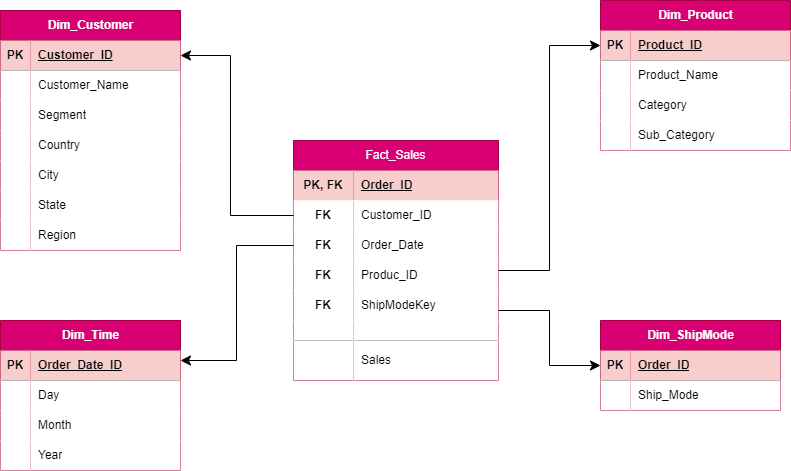 Dim_Customer
PK Customer_ID
Customer_Name
Segment
Country
City
State
Region
Dim_Product
PK Product_ID
Product_Name
Category
Sub_Category
Fact_Sales
PK, FK Order_ID
FK Customer_ID
FK Order_Date
FK Produc_ID
FK ShipModeKey
Sales
Dim_Time
PK Order_Date_ID
Day
Month
Year
Dim_ShipMode
PK Order_ID
Ship_Mode